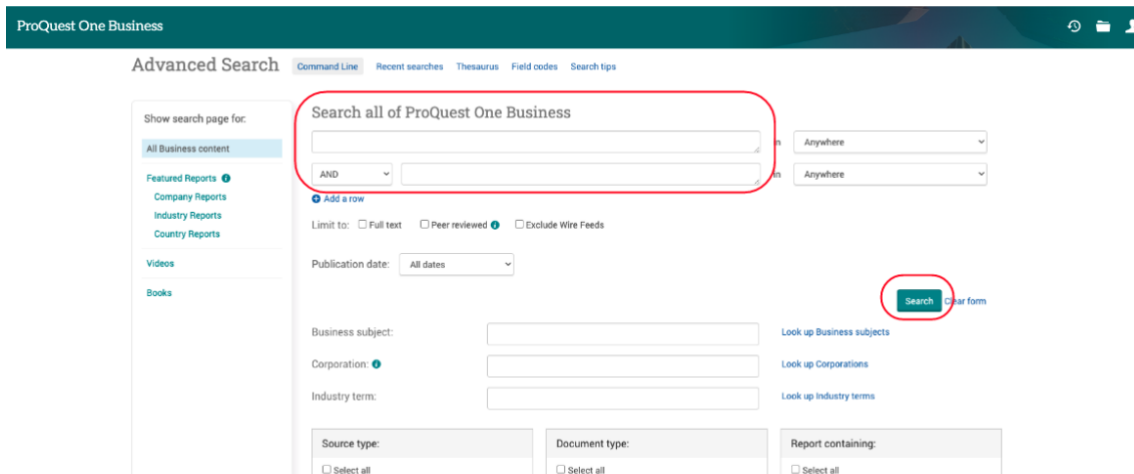 ProQuest One Business
Advanced Search Command Line Recent searches Thesaurus Field codes Search tips
Show search page for:
All Business content
Featured Reports
Company Reports
Industry Reports
Country Reports
Videos
Books
Search all of ProQuest One Business
in Anywhere
AND in Anywhere
Add a row
Limit to: Full text Peer reviewed Exclude Wire Feeds
Publication date: All dates
Search Clear form
Business subject: Look up Business subjects
Corporation: Look up Corporations
Industry term: Look up Industry terms
Source type: Document type: Report containing:
Select all Select all Select all